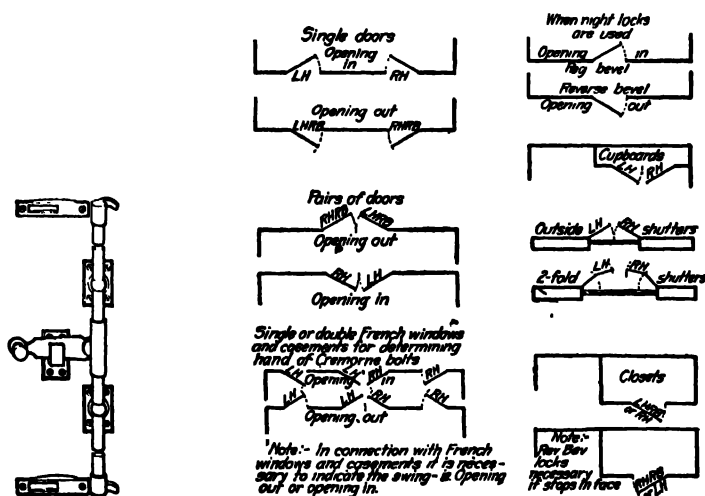 Single doors
Opening
In
LH RH
Opening out
LHRB RHRB
Pairs of doors
RHRB LHRB
Opening out
RH LH
Opening In
Single or double French windows
and casements for determining
hand of Cremorne bolts
LH LH RH RH
Opening in
LH LH RH RH
Opening out
Note:- In connection with French
windows and casements it is neces-
sary to indicate the swing- ie Opening
out or opening in.
When night locks
are used
Opening in
Reg bevel
Reverse bevel
Opening out
Cupboards
LH RH
Outside LH RH shutters
2-fold LH RH shutters
Closets
or RH
Note:-
Rev Bev
locks
necessary
if stops in face
RHRB
LH